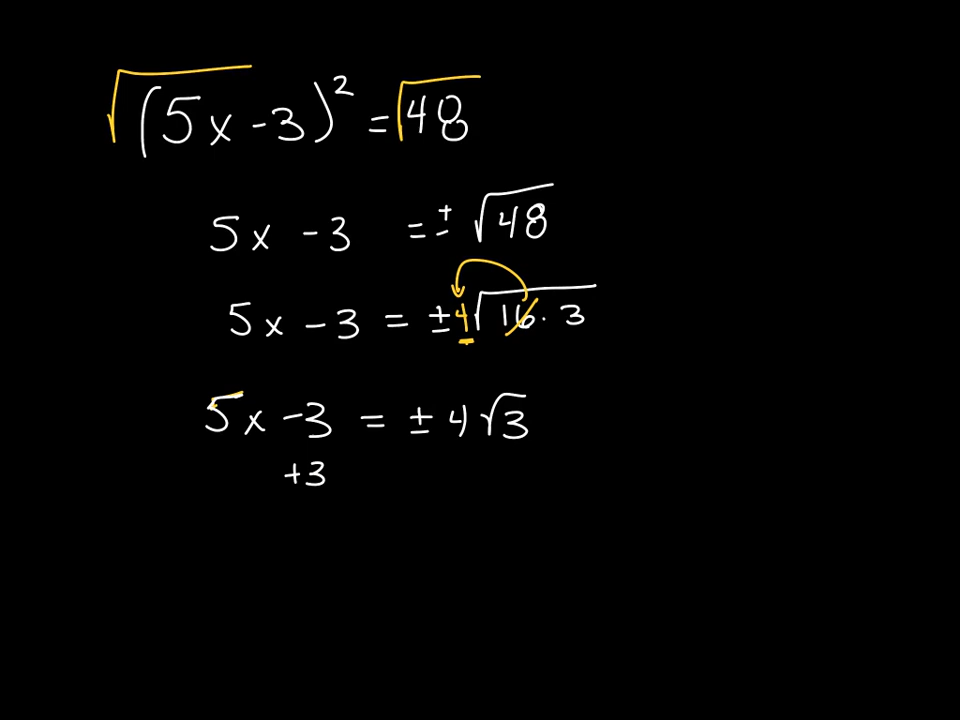 √(5x-3)² = √48
5x - 3 = ± √48
5x - 3 = ± 4√16 · 3
5x - 3 = ± 4√3
+3